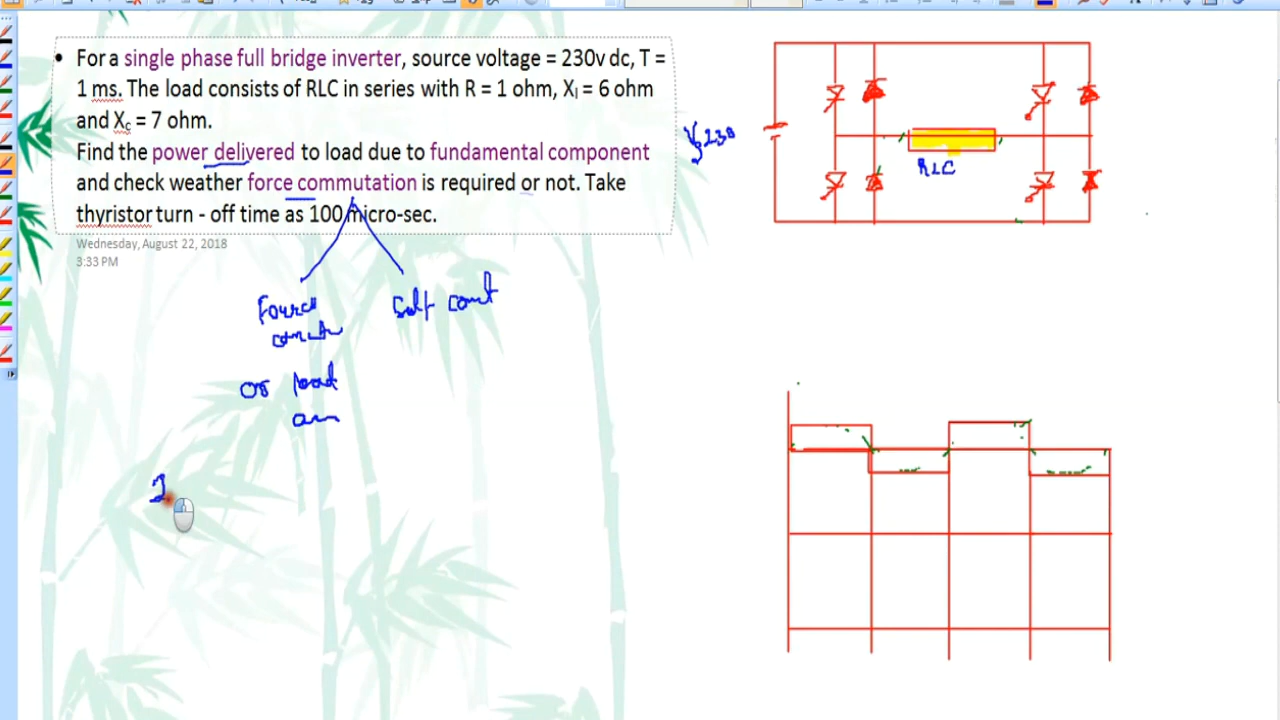 • For a single phase full bridge inverter, source voltage = 230v dc, T =
1 ms. The load consists of RLC in series with R = 1 ohm, Xl = 6 ohm
and Xc = 7 ohm.
Find the power delivered to load due to fundamental component
and check weather force commutation is required or not. Take
thyristor turn - off time as 100 micro-sec.
Wednesday, August 22, 2018
3:33 PM
230
RLC
or load